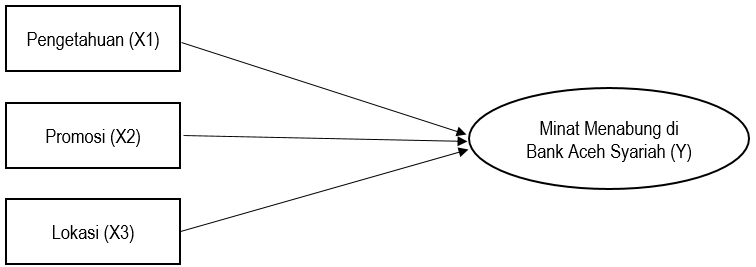 Pengetahuan (X1)
Promosi (X2)
Lokasi (X3)
Minat Menabung di
Bank Aceh Syariah (Y)